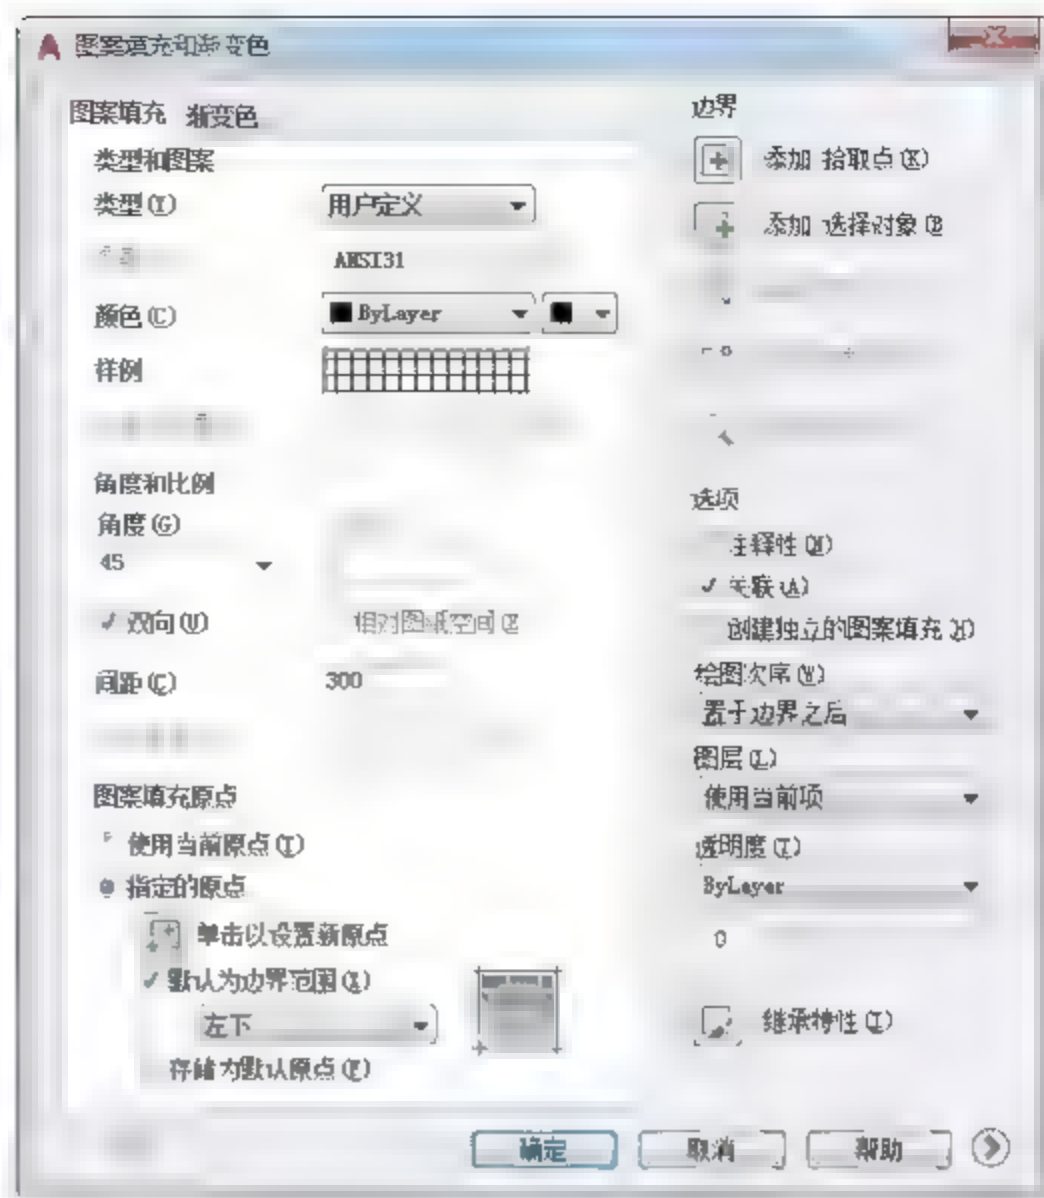 图案填充和渐变色
图案填充 渐变色
类型和图案
类型(Y)
用户定义
ANSI31
颜色(C)
ByLayer
样例
角度和比例
角度(G)
45
双向(U)
相对图纸空间(E)
间距(C)
300
图案填充原点
使用当前原点(T)
指定的原点
单击以设置新原点
默认为边界范围(X)
左下
存储为默认原点(F)
边界
添加 拾取点(K)
添加 选择对象(B
选项
注释性(N)
关联(A)
创建独立的图案填充(H)
绘图次序(W)
置于边界之后
图层(L)
使用当前项
透明度(T)
ByLayer
0
继承特性(I)
确定
取消
帮助